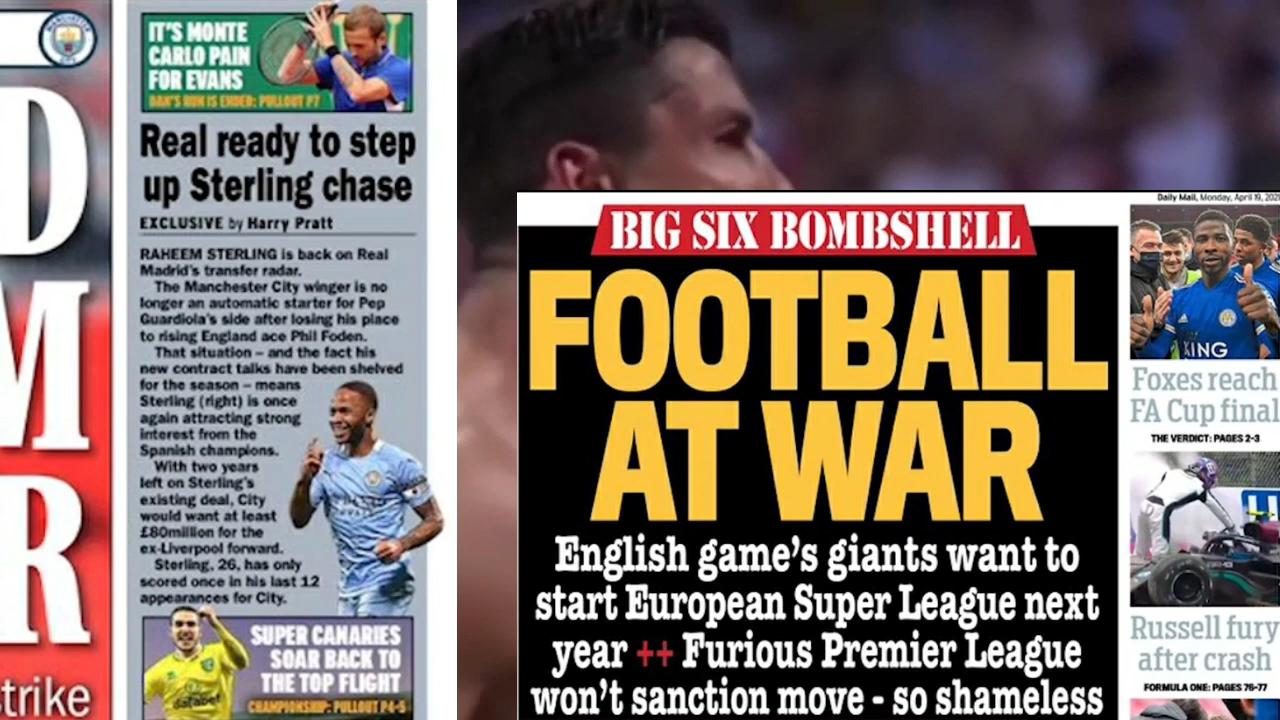 D
M
R
trike
IT'S MONTE
CARLO PAIN
FOR EVANS
DAN'S RUN IS ENDED: PULLOUT P7
Real ready to step
up Sterling chase
EXCLUSIVE by Harry Pratt
RAHEEM STERLING is back on Real
Madrid's transfer radar.
The Manchester City winger is no
longer an automatic starter for Pep
Guardiola's side after losing his place
to rising England ace Phil Foden.
That situation – and the fact his
new contract talks have been shelved
for the season – means
Sterling (right) is once
again attracting strong
interest from the
Spanish champions.
With two years
left on Sterling's
existing deal, City
would want at least
£80million for the
ex-Liverpool forward.
Sterling, 26, has only
scored once in his last 12
appearances for City.
SUPER CANARIES
SOAR BACK TO
THE TOP FLIGHT
CHAMPIONSHIP: PULLOUT P4-5
Daily Mail, Monday, April 19, 2021
BIG SIX BOMBSHELL
FOOTBALL
AT WAR
English game's giants want to
start European Super League next
year ++ Furious Premier League
won't sanction move - so shameless
KING
Foxes reach
FA Cup final
THE VERDICT: PAGES 2-3
Russell fury
after crash
FORMULA ONE: PAGES 76-77